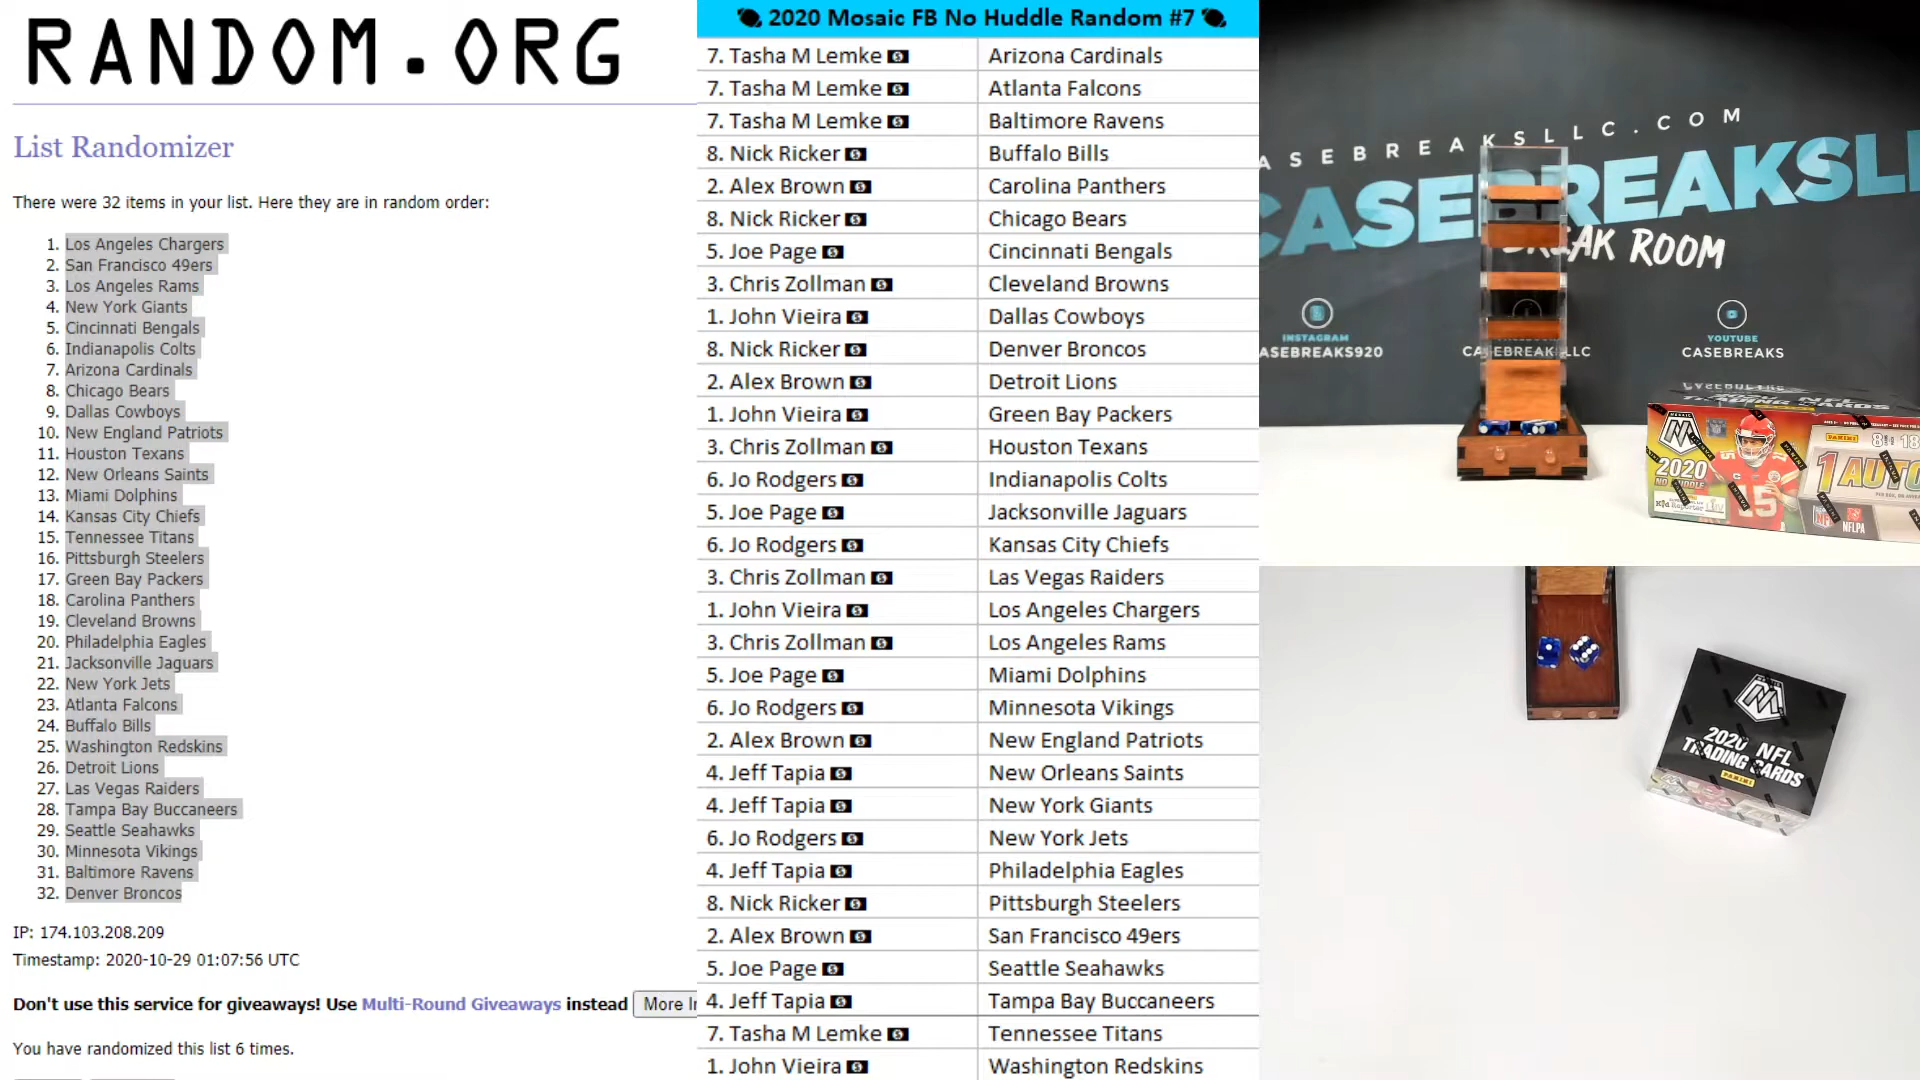 RANDOM.ORG
List Randomizer
There were 32 items in your list. Here they are in random order:
1. Los Angeles Chargers
2. San Francisco 49ers
3. Los Angeles Rams
4. New York Giants
5. Cincinnati Bengals
6. Indianapolis Colts
7. Arizona Cardinals
8. Chicago Bears
9. Dallas Cowboys
10. New England Patriots
11. Houston Texans
12. New Orleans Saints
13. Miami Dolphins
14. Kansas City Chiefs
15. Tennessee Titans
16. Pittsburgh Steelers
17. Green Bay Packers
18. Carolina Panthers
19. Cleveland Browns
20. Philadelphia Eagles
21. Jacksonville Jaguars
22. New York Jets
23. Atlanta Falcons
24. Buffalo Bills
25. Washington Redskins
26. Detroit Lions
27. Las Vegas Raiders
28. Tampa Bay Buccaneers
29. Seattle Seahawks
30. Minnesota Vikings
31. Baltimore Ravens
32. Denver Broncos
IP: 174.103.208.209
Timestamp: 2020-10-29 01:07:56 UTC
Don't use this service for giveaways! Use Multi-Round Giveaways instead More In
You have randomized this list 6 times.
2020 Mosaic FB No Huddle Random #7
7. Tasha M Lemke Arizona Cardinals
7. Tasha M Lemke Atlanta Falcons
7. Tasha M Lemke Baltimore Ravens
8. Nick Ricker Buffalo Bills
2. Alex Brown Carolina Panthers
8. Nick Ricker Chicago Bears
5. Joe Page Cincinnati Bengals
3. Chris Zollman Cleveland Browns
1. John Vieira Dallas Cowboys
8. Nick Ricker Denver Broncos
2. Alex Brown Detroit Lions
1. John Vieira Green Bay Packers
3. Chris Zollman Houston Texans
6. Jo Rodgers Indianapolis Colts
5. Joe Page Jacksonville Jaguars
6. Jo Rodgers Kansas City Chiefs
3. Chris Zollman Las Vegas Raiders
1. John Vieira Los Angeles Chargers
3. Chris Zollman Los Angeles Rams
5. Joe Page Miami Dolphins
6. Jo Rodgers Minnesota Vikings
2. Alex Brown New England Patriots
4. Jeff Tapia New Orleans Saints
4. Jeff Tapia New York Giants
6. Jo Rodgers New York Jets
4. Jeff Tapia Philadelphia Eagles
8. Nick Ricker Pittsburgh Steelers
2. Alex Brown San Francisco 49ers
5. Joe Page Seattle Seahawks
4. Jeff Tapia Tampa Bay Buccaneers
7. Tasha M Lemke Tennessee Titans
1. John Vieira Washington Redskins
ASEBREAKSLLC.COM
CASEBREAKSLL
BREAK ROOM
INSTAGRAM
ASEBREAKS920
CASEBREAKSLLC
YOUTUBE
CASEBREAKS
TRADING CARDS
MOSAIC
2020
NO HUDDLE
PANINI
1 AUTO
15
NFL
NFLPA
2020 NFL
TRADING CARDS
PANINI